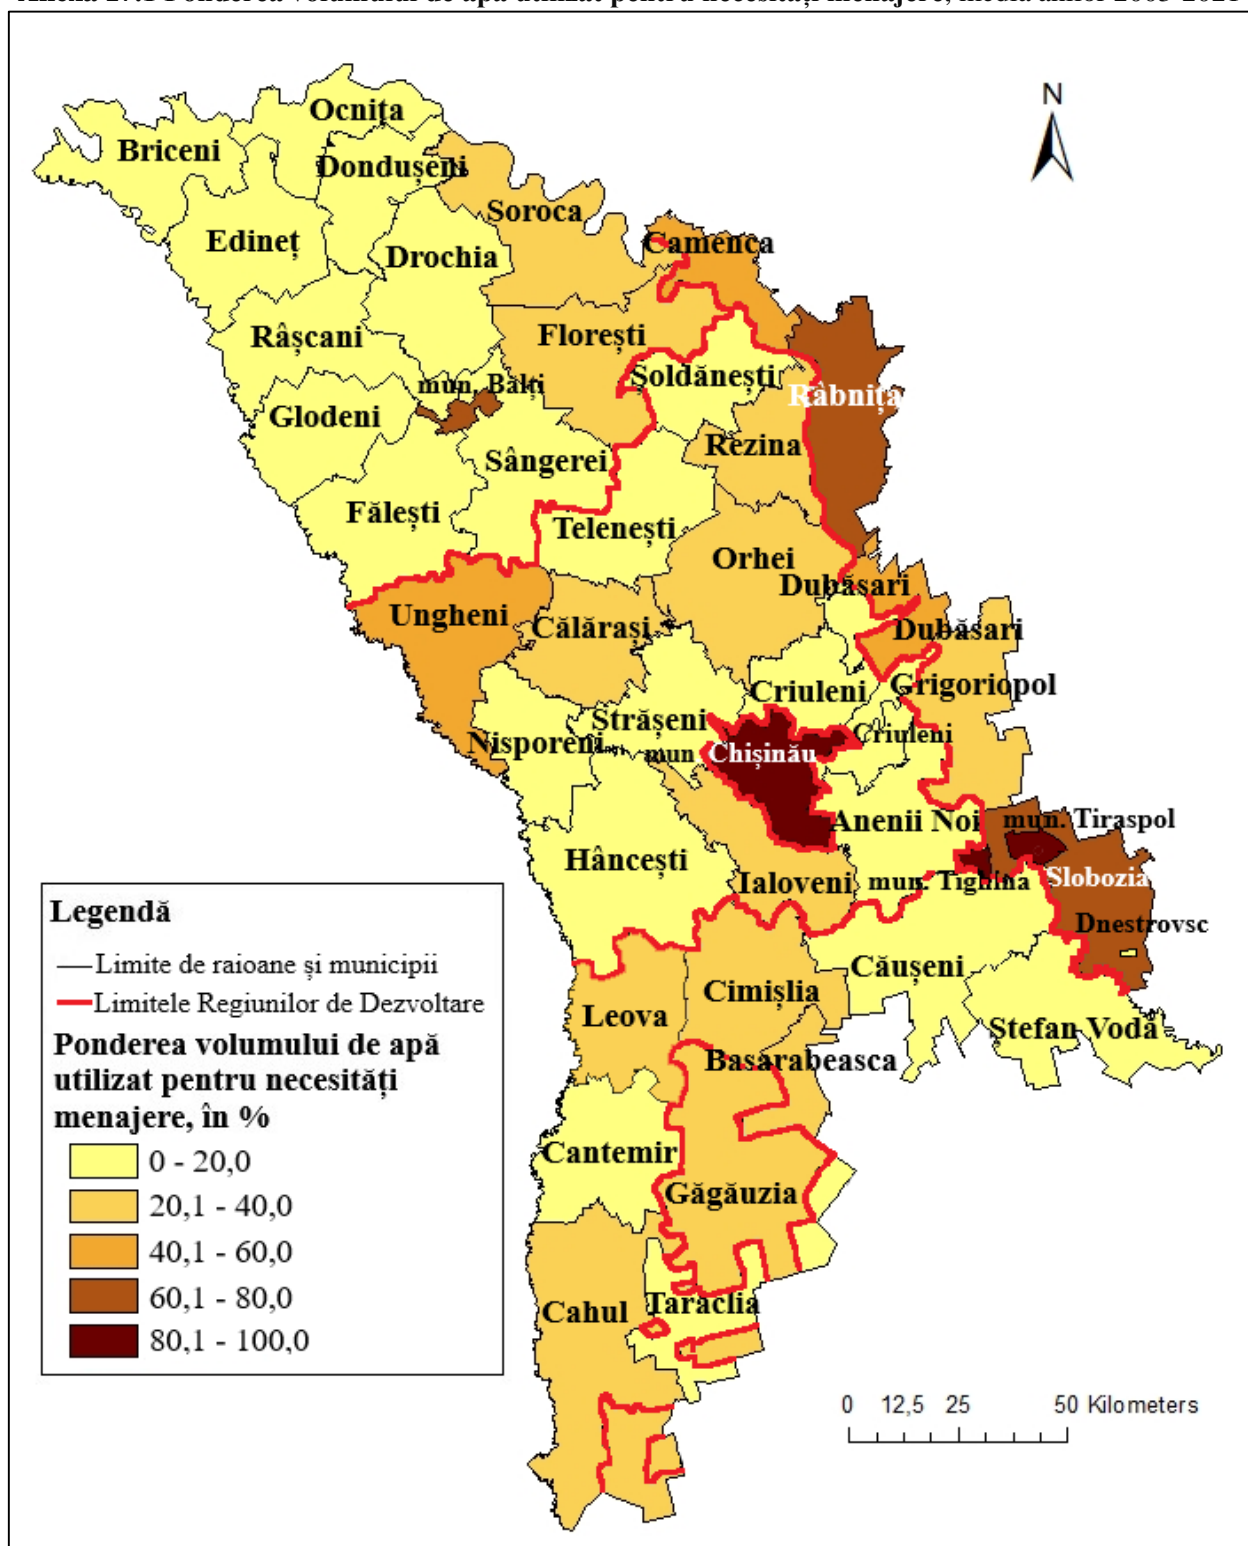 N
Ocnița
Briceni
Dondușeni
Soroca
Edineț
Camenca
Drochia
Râșcani
Florești
Șoldănești
mun. Bălți
Râbnița
Glodeni
Rezina
Sângerei
Fălești
Telenești
Orhei
Dubăsari
Ungheni
Călărași
Dubăsari
Criuleni
Grigoriopol
Strășeni
Nisporeni
mun
Chișinău
Criuleni
Anenii Noi
mun. Tiraspol
Hâncești
Ialoveni
mun. Tighina
Slobozia
Dnestrovsc
Căușeni
Cimișlia
Leova
Ștefan Vodă
Basarabeasca
Cantemir
Găgăuzia
Taraclia
Cahul
Legendă
Limite de raioane și municipii
Limitele Regiunilor de Dezvoltare
Ponderea volumului de apă
utilizat pentru necesități
menajere, în %
0 - 20,0
20,1 - 40,0
40,1 - 60,0
60,1 - 80,0
80,1 - 100,0
0 12,5 25 50 Kilometers